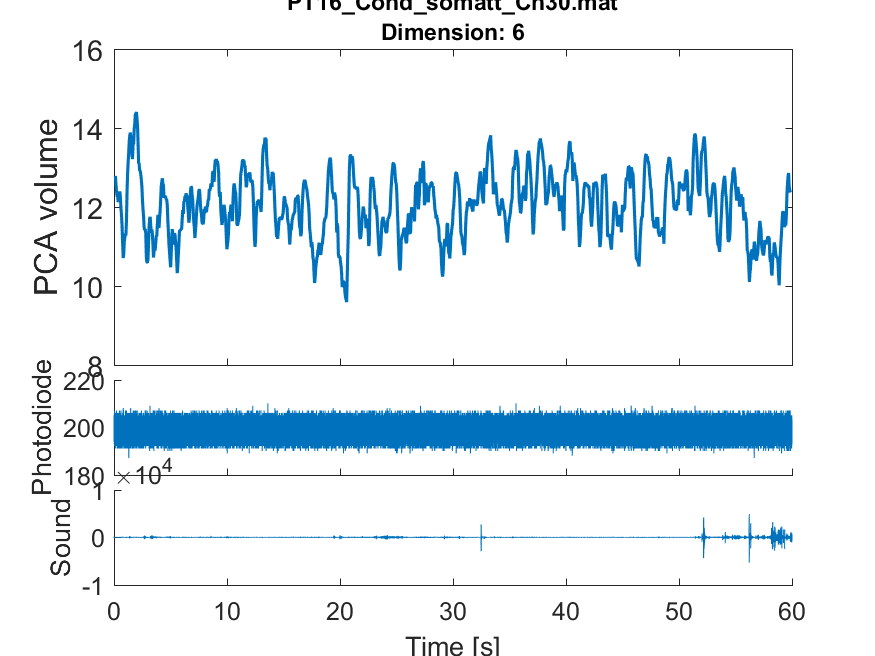 PT16_Cond_somatt_Ch30.mat
Dimension: 6
16
14
12
10
8
PCA volume
220
200
180
Photodiode
×10⁴
1
0
-1
Sound
0 10 20 30 40 50 60
Time [s]